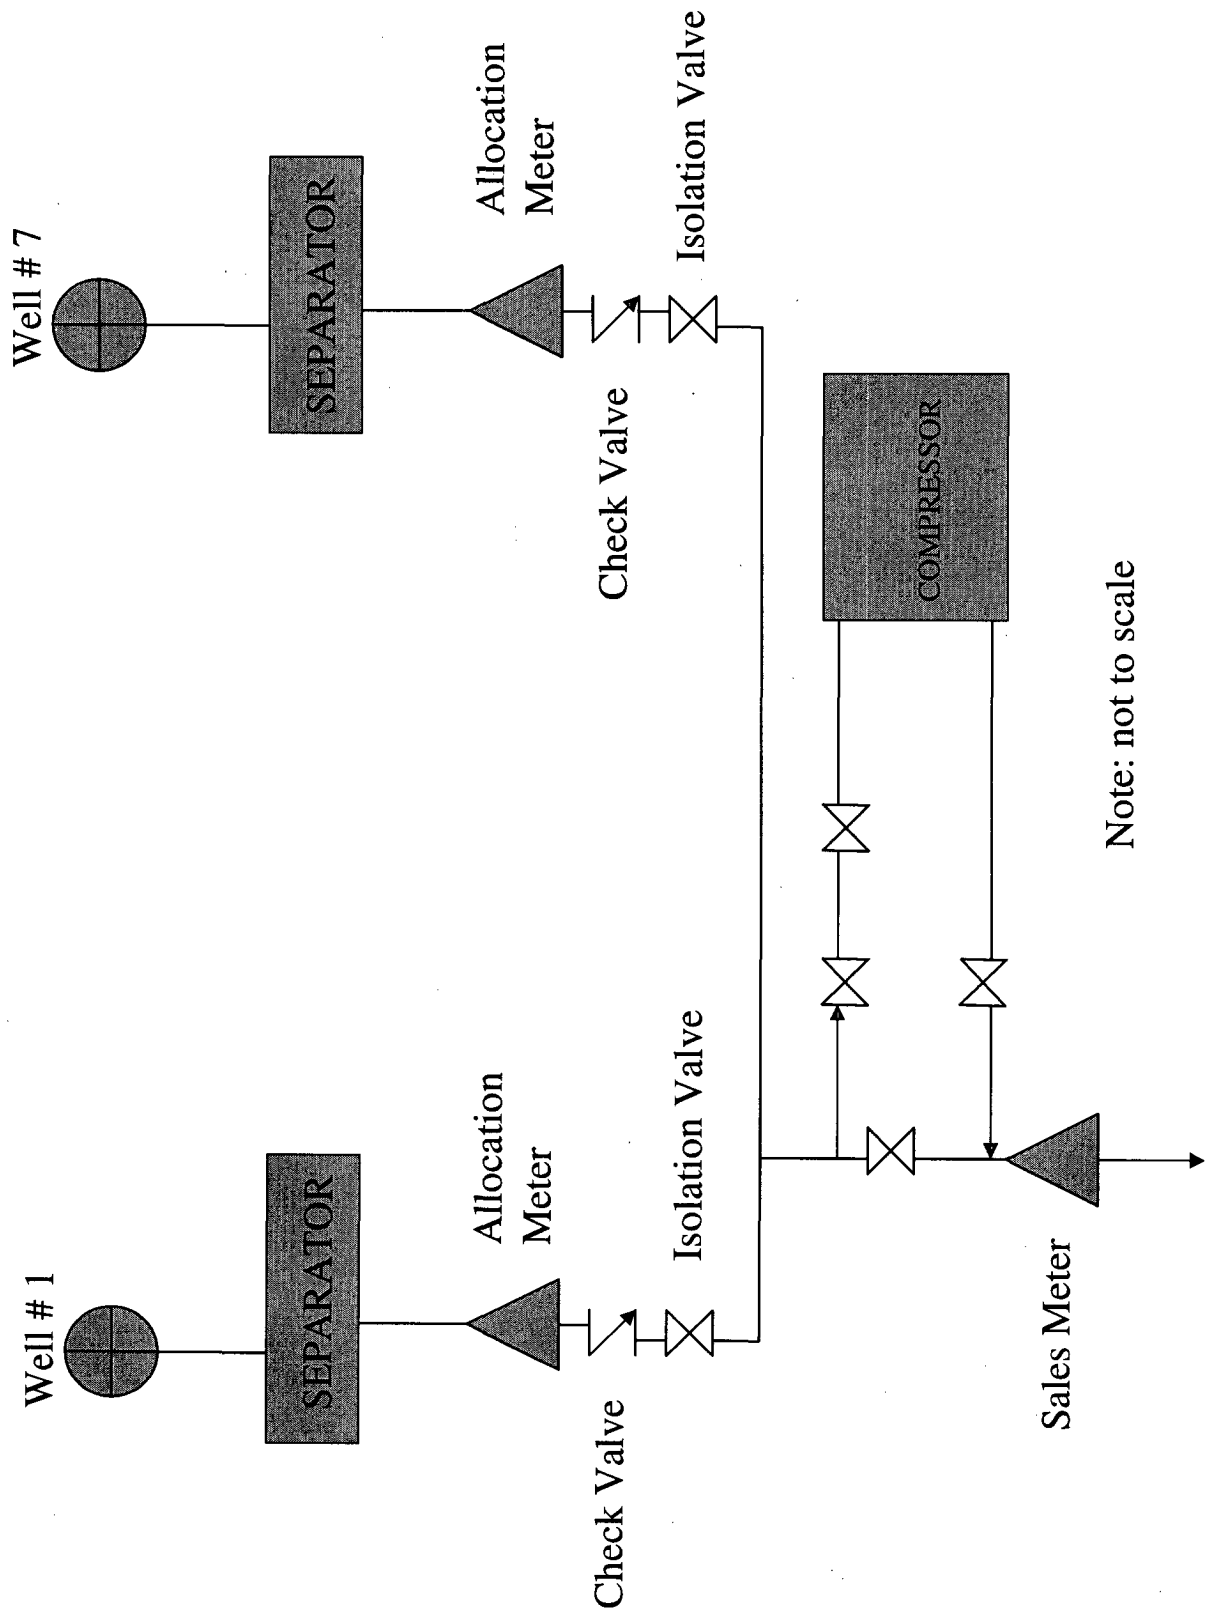 Well # 1
Well # 7
SEPARATOR
SEPARATOR
Allocation
Meter
Allocation
Meter
Check Valve
Check Valve
Isolation Valve
Isolation Valve
COMPRESSOR
Sales Meter
Note: not to scale